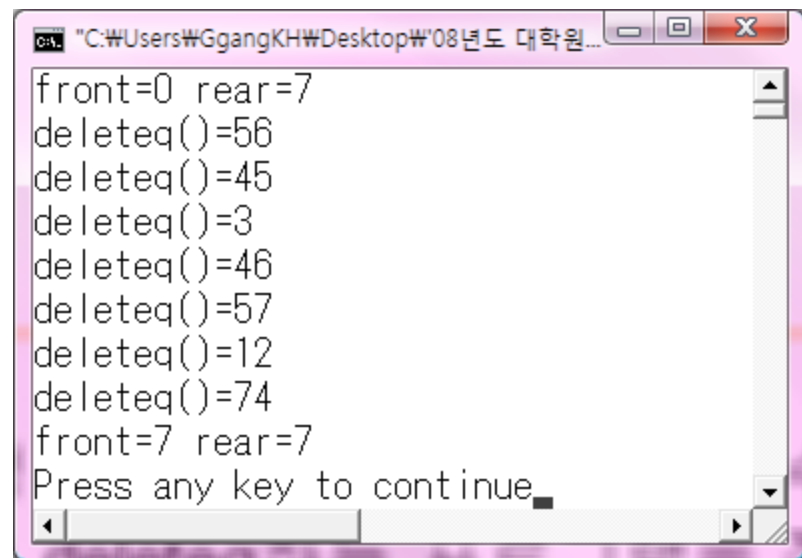 "C:₩Users₩GgangKH₩Desktop₩'08년도 대학원...
front=0 rear=7
deleteq()=56
deleteq()=45
deleteq()=3
deleteq()=46
deleteq()=57
deleteq()=12
deleteq()=74
front=7 rear=7
Press any key to continue